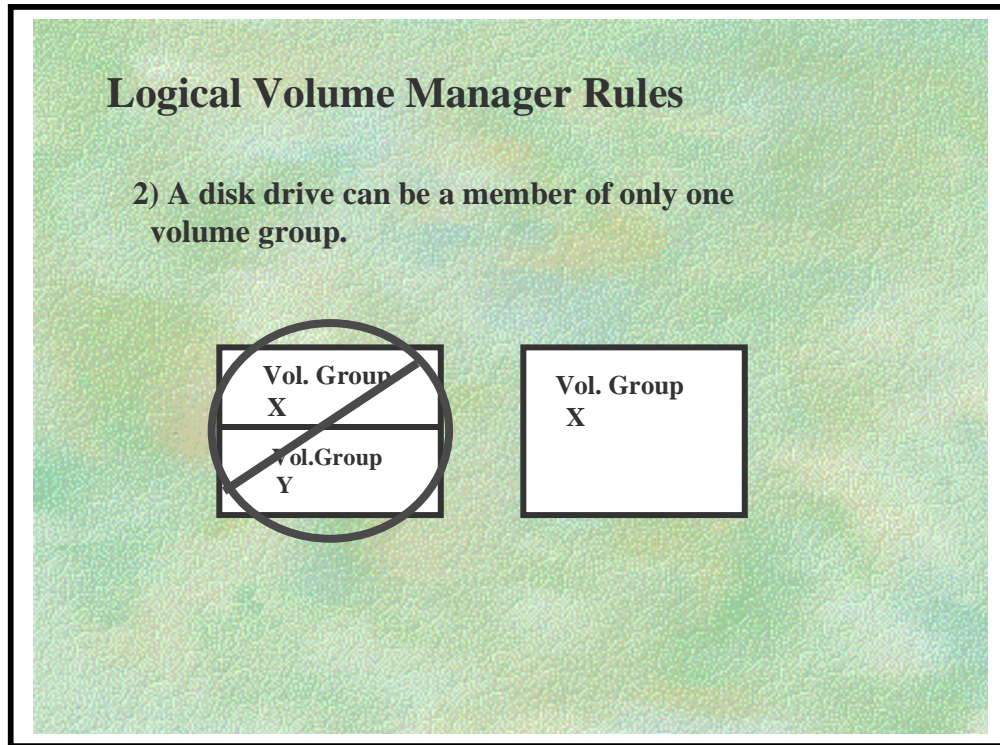 Logical Volume Manager Rules
2) A disk drive can be a member of only one
volume group.
Vol. Group
X
Vol.Group
Y
Vol. Group
X